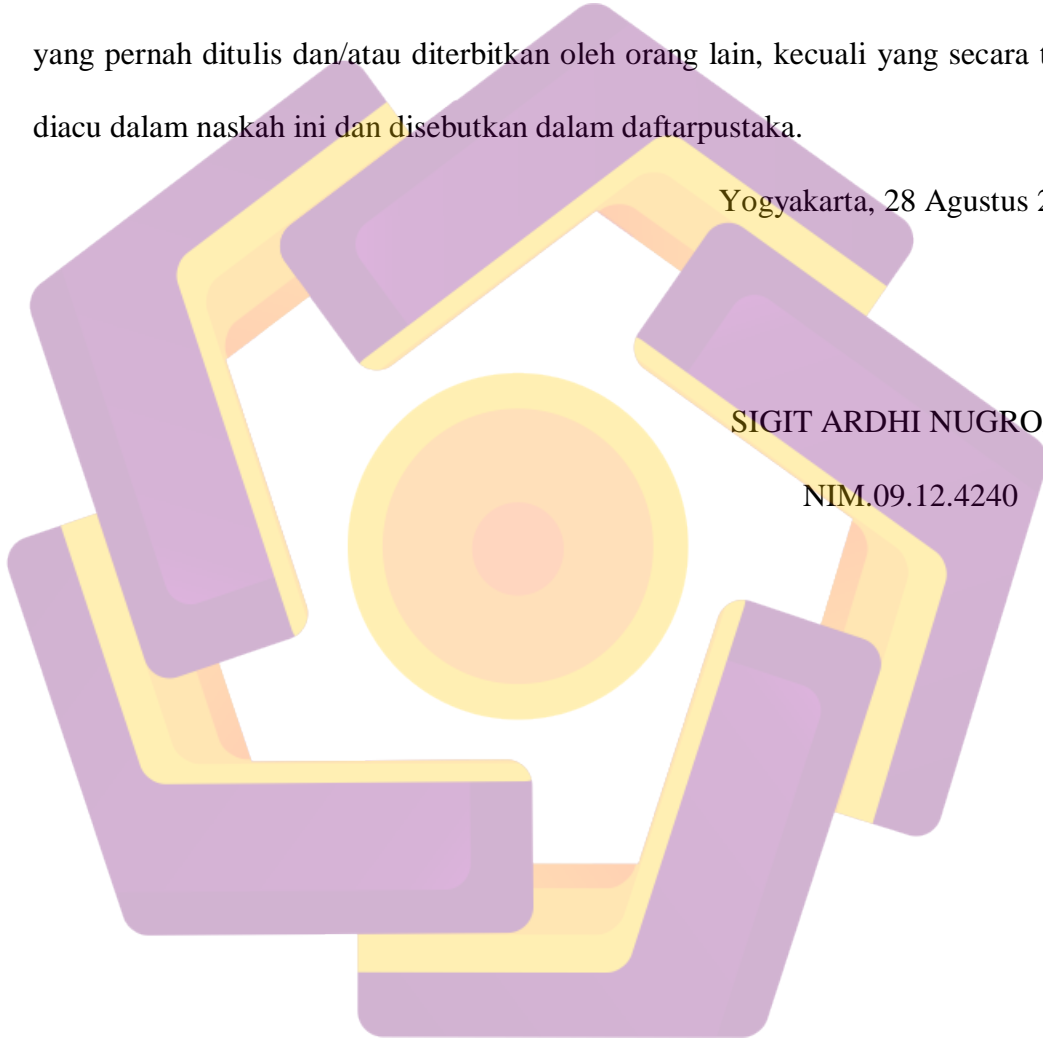 yang pernah ditulis dan/atau diterbitkan oleh orang lain, kecuali yang secara t
diacu dalam naskah ini dan disebutkan dalam daftarpustaka.
Yogyakarta, 28 Agustus 2
SIGIT ARDHI NUGRO
NIM.09.12.4240